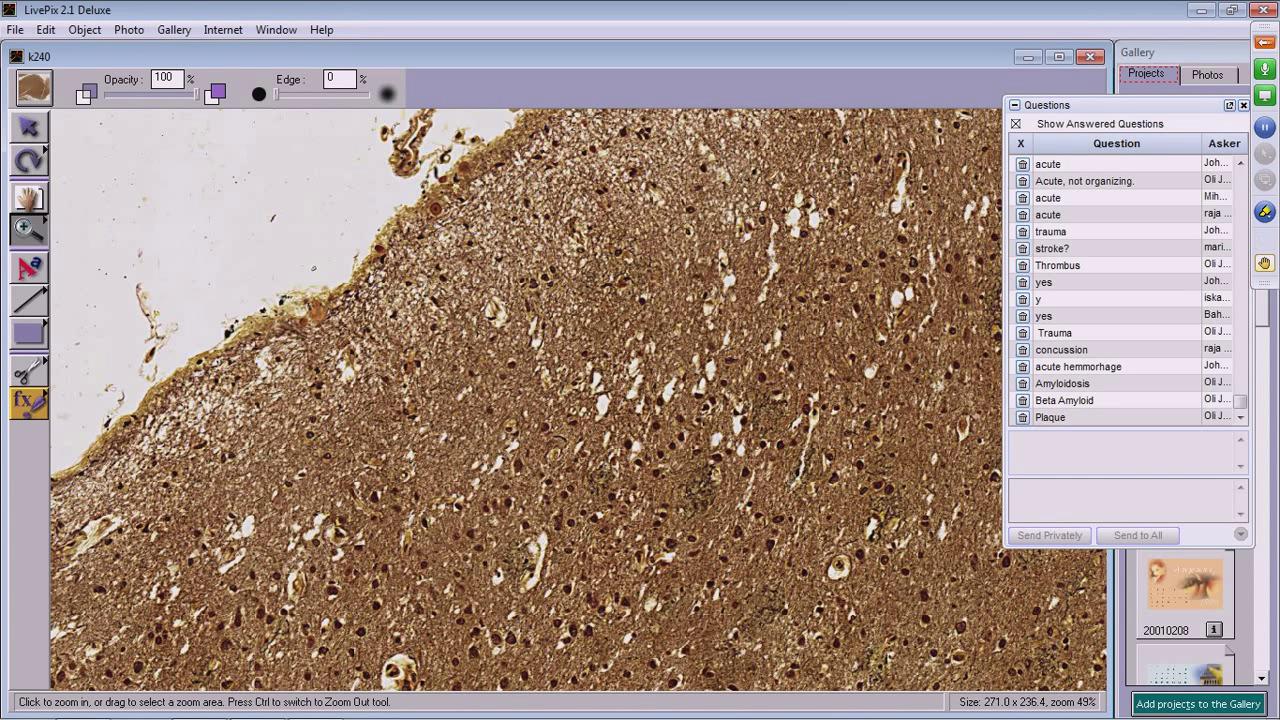 LivePix 2.1 Deluxe
File Edit Object Photo Gallery Internet Window Help
k240
Opacity : 100 %
Edge : 0 %
Gallery
Projects Photos
Questions
Show Answered Questions
X Question Asker
acute Joh...
Acute, not organizing. Oli J...
acute Mih...
acute raja ...
trauma Joh...
stroke? mari...
Thrombus Oli J...
yes Joh...
y iska...
yes Bah...
Trauma Oli J...
concussion raja ...
acute hemmorhage Joh...
Amyloidosis Oli J...
Beta Amyloid Oli J...
Plaque Oli J...
Send Privately Send to All
20010208
Click to zoom in, or drag to select a zoom area. Press Ctrl to switch to Zoom Out tool.
Size: 271.0 x 236.4, zoom 49%
Add projects to the Gallery